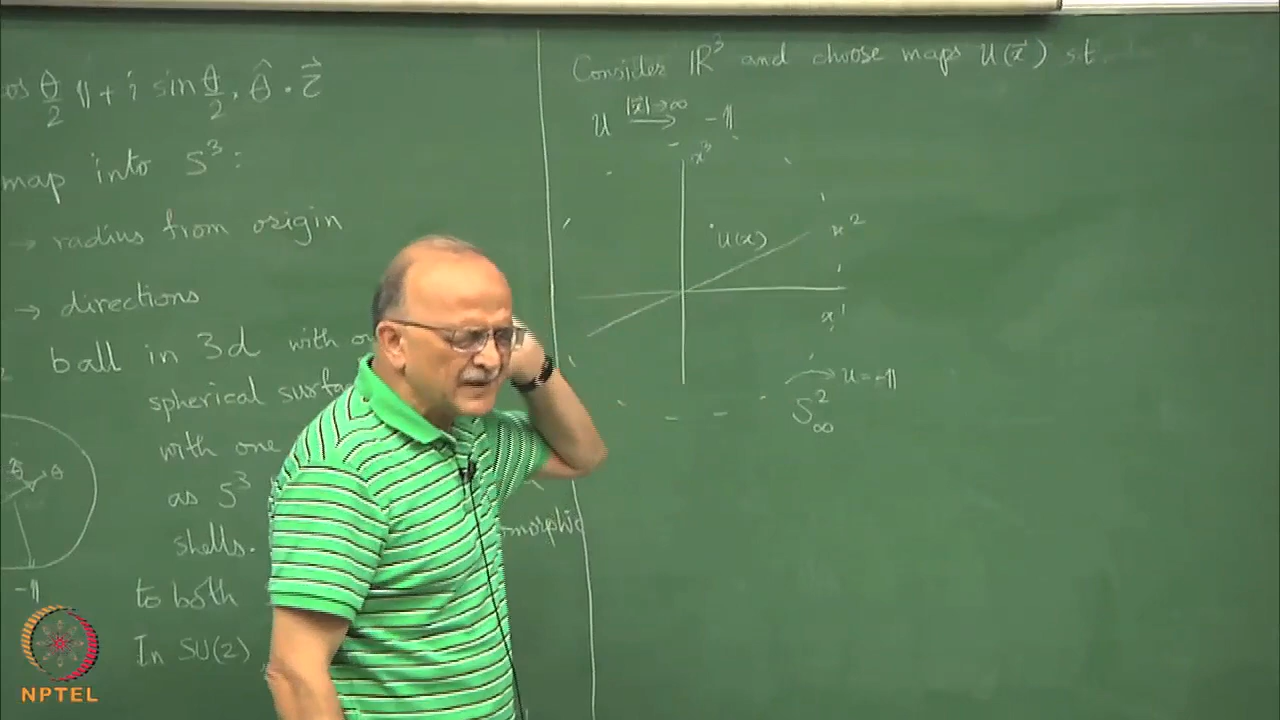 os θ/2 𝟙 + i sin θ/2 . θ̂ · τ⃗
map into S³ :
→ radius from origin
→ directions
ball in 3d with
spherical surfa
with one
as S³
shells. omorphic
to both
In SU(2)
θ
-𝟙
Consider ℝ³ and choose maps U(x⃗) s.t.
U |x⃗|→∞ → -𝟙
x³
U(x)
x²
x¹
S²∞ → U = -𝟙
NPTEL